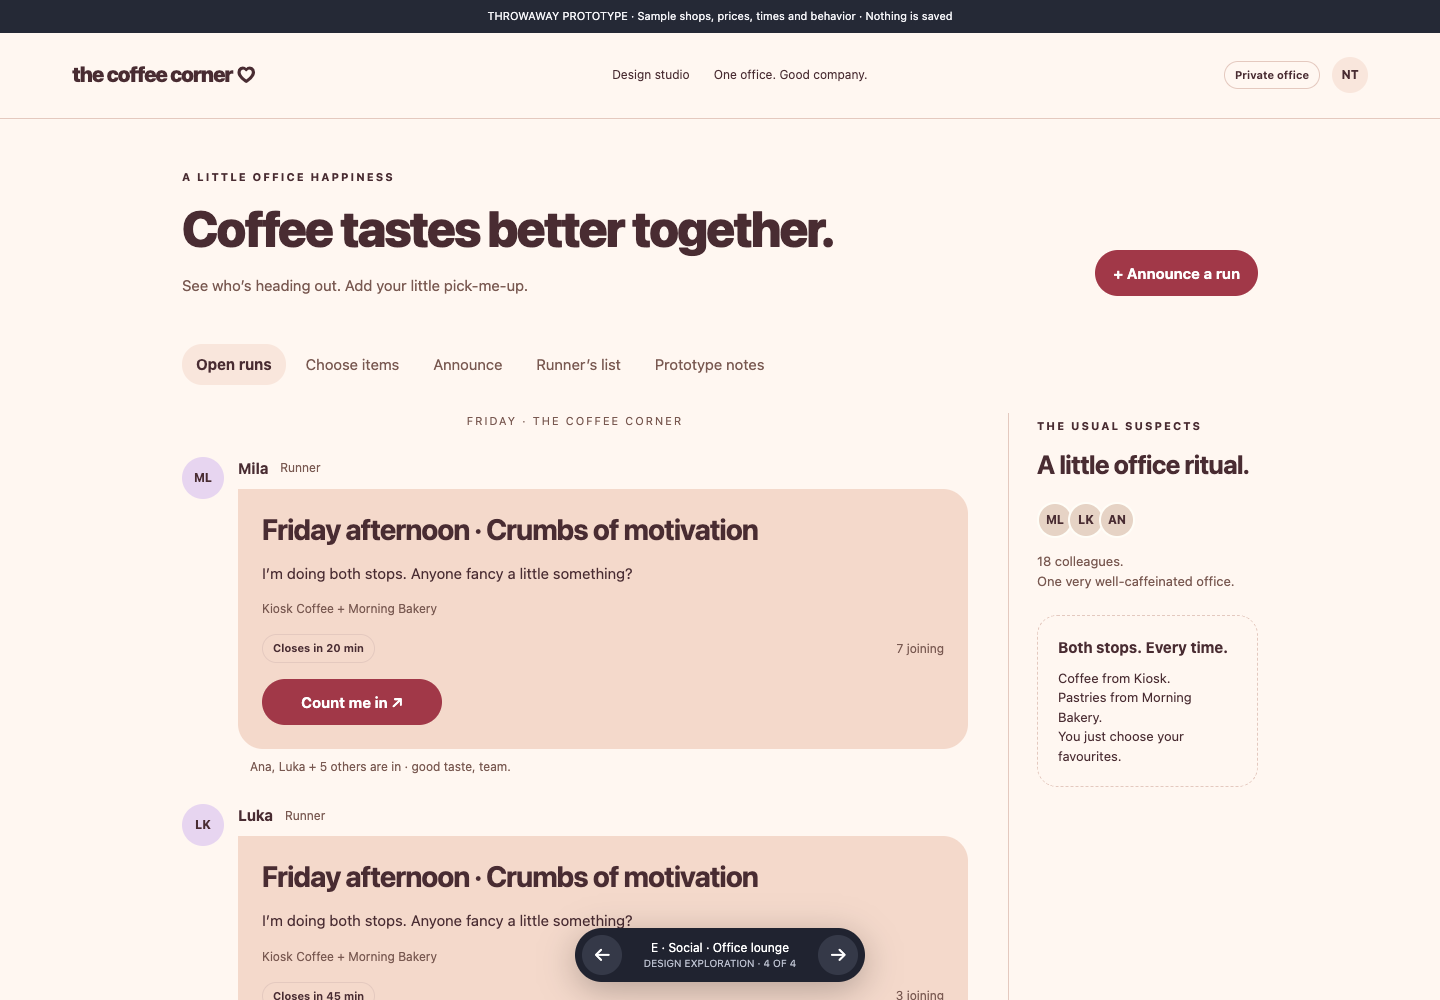 THROWAWAY PROTOTYPE · Sample shops, prices, times and behavior · Nothing is saved
the coffee corner
Design studio
One office. Good company.
Private office
NT
A LITTLE OFFICE HAPPINESS
Coffee tastes better together.
See who’s heading out. Add your little pick-me-up.
+ Announce a run
Open runs
Choose items
Announce
Runner’s list
Prototype notes
FRIDAY · THE COFFEE CORNER
ML
Mila
Runner
Friday afternoon · Crumbs of motivation
I’m doing both stops. Anyone fancy a little something?
Kiosk Coffee + Morning Bakery
Closes in 20 min
7 joining
Count me in ↗
Ana, Luka + 5 others are in · good taste, team.
LK
Luka
Runner
Friday afternoon · Crumbs of motivation
I’m doing both stops. Anyone fancy a little something?
Kiosk Coffee + Morning Bakery
Closes in 45 min
3 joining
THE USUAL SUSPECTS
A little office ritual.
ML
LK
AN
18 colleagues.
One very well-caffeinated office.
Both stops. Every time.
Coffee from Kiosk.
Pastries from Morning
Bakery.
You just choose your
favourites.
E · Social · Office lounge
DESIGN EXPLORATION · 4 OF 4